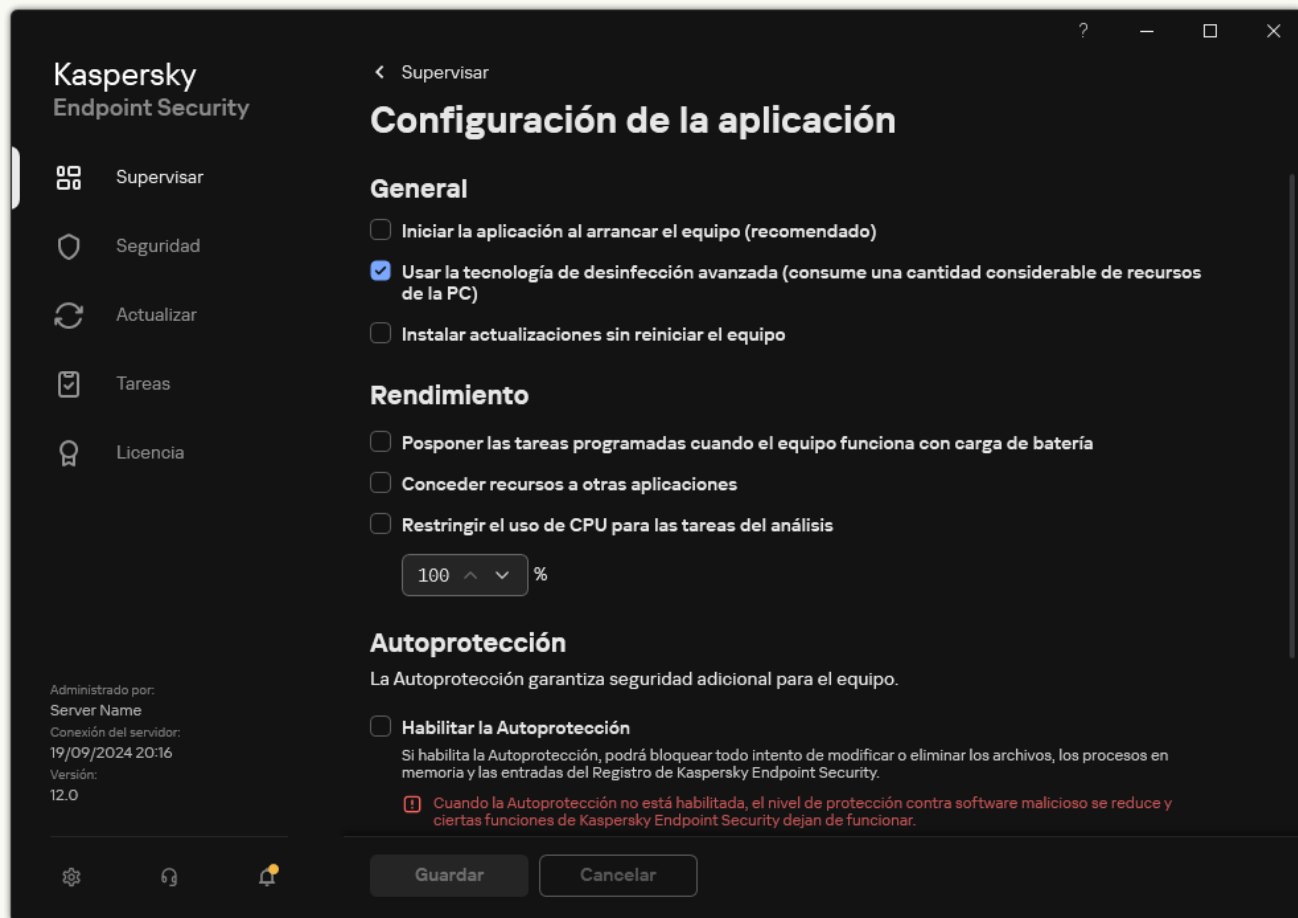 ?
Kaspersky
Endpoint Security
Supervisar
Seguridad
Actualizar
Tareas
Licencia
Administrado por:
Server Name
Conexión del servidor:
19/09/2024 20:16
Versión:
12.0
Supervisar
Configuración de la aplicación
General
Iniciar la aplicación al arrancar el equipo (recomendado)
Usar la tecnología de desinfección avanzada (consume una cantidad considerable de recursos
de la PC)
Instalar actualizaciones sin reiniciar el equipo
Rendimiento
Posponer las tareas programadas cuando el equipo funciona con carga de batería
Conceder recursos a otras aplicaciones
Restringir el uso de CPU para las tareas del análisis
100 %
Autoprotección
La Autoprotección garantiza seguridad adicional para el equipo.
Habilitar la Autoprotección
Si habilita la Autoprotección, podrá bloquear todo intento de modificar o eliminar los archivos, los procesos en
memoria y las entradas del Registro de Kaspersky Endpoint Security.
Cuando la Autoprotección no está habilitada, el nivel de protección contra software malicioso se reduce y
ciertas funciones de Kaspersky Endpoint Security dejan de funcionar.
Guardar
Cancelar